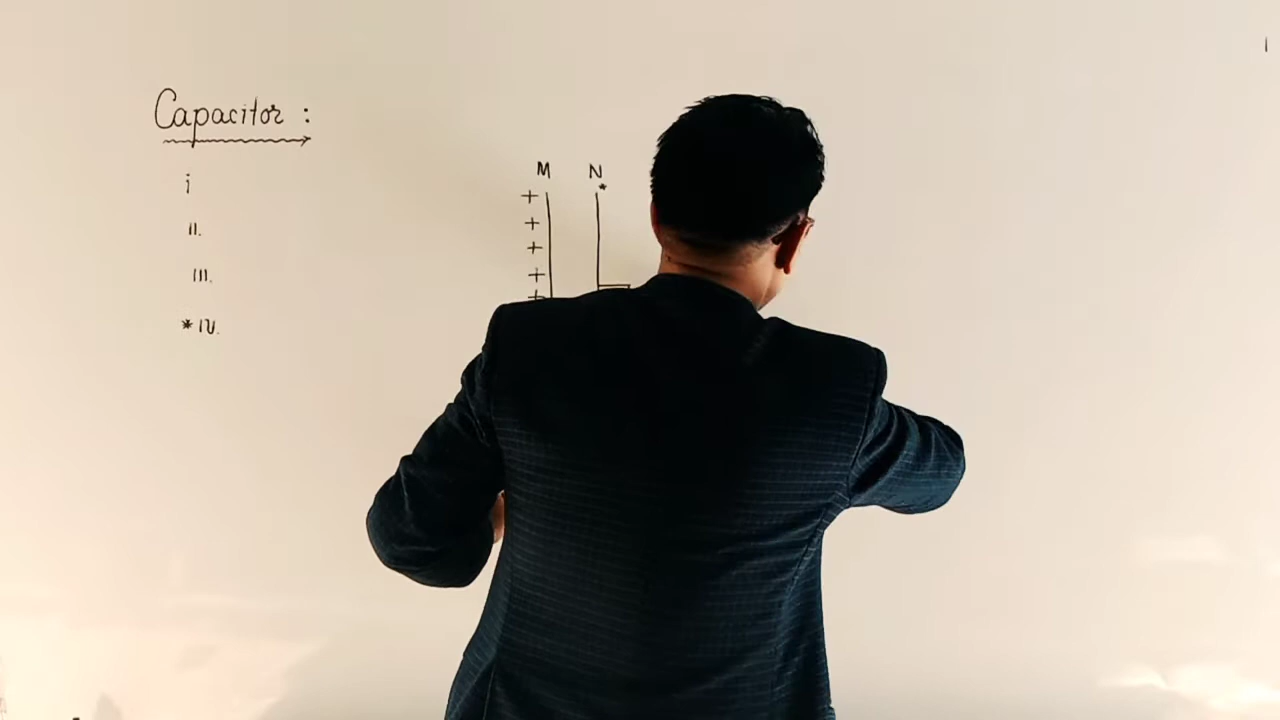 Capacitor :
i
ii.
iii.
* iv.
M N
*
+
+
+
+
+